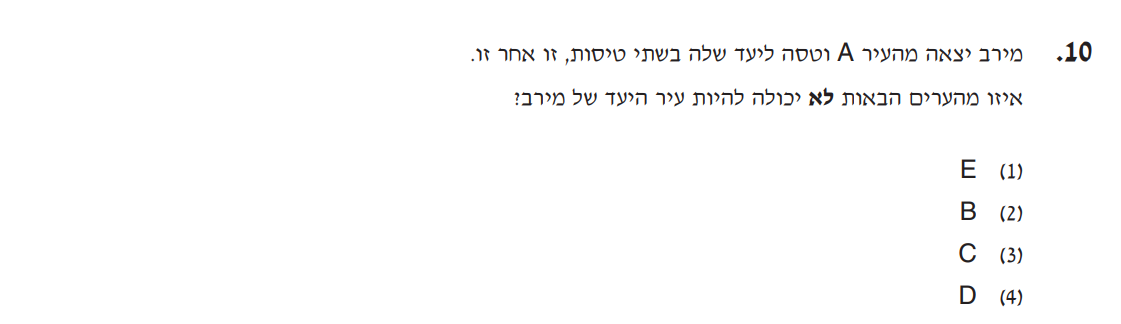 10. מירב יצאה מהעיר A וטסה ליעד שלה בשתי טיסות, זו אחר זו.
איזו מהערים הבאות לא יכולה להיות עיר היעד של מירב?
(1) E
(2) B
(3) C
(4) D